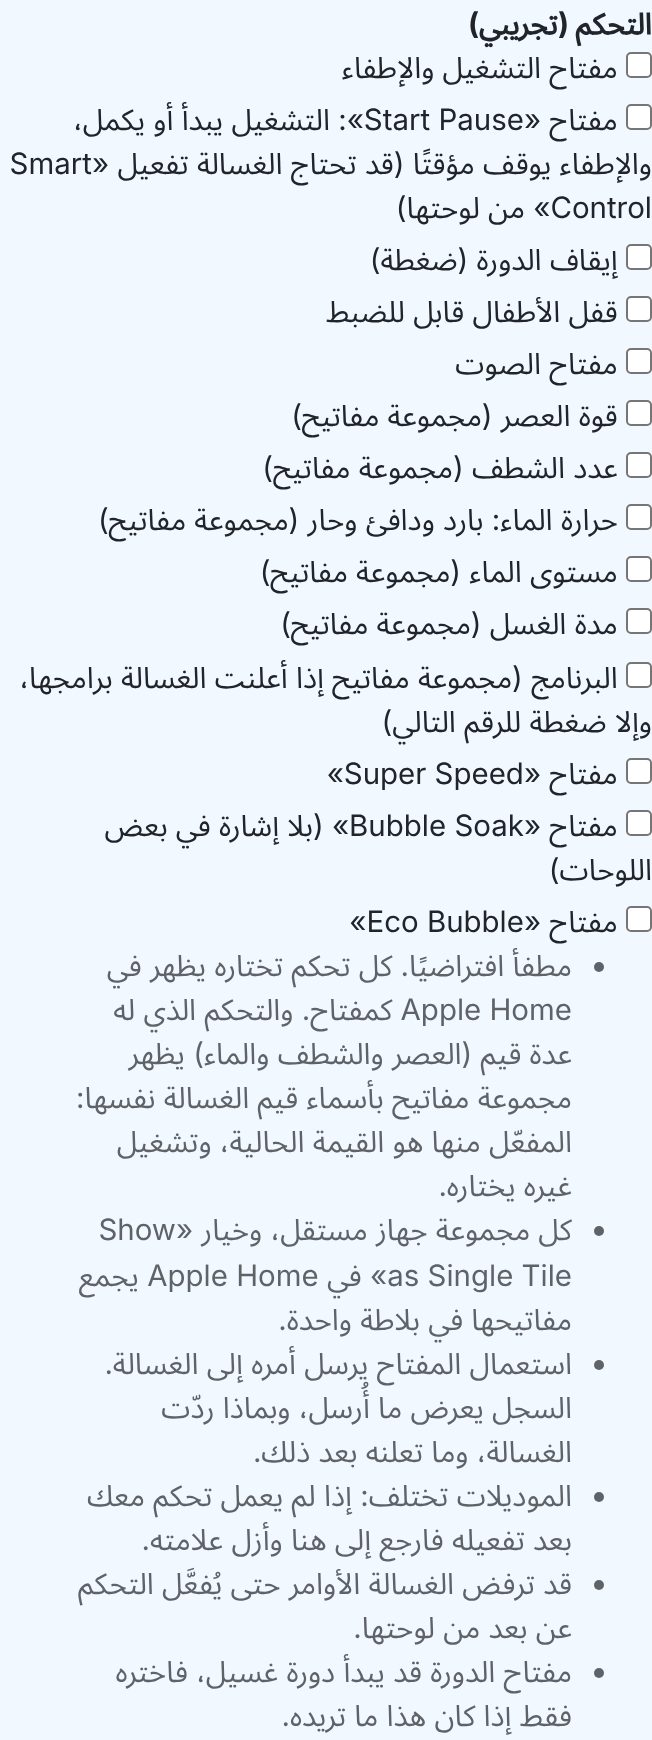 التحكم (تجريبي)
مفتاح التشغيل والإطفاء
مفتاح «Start Pause»: التشغيل يبدأ أو يكمل،
والإطفاء يوقف مؤقتًا (قد تحتاج الغسالة تفعيل «Smart
Control» من لوحتها)
إيقاف الدورة (ضغطة)
قفل الأطفال قابل للضبط
مفتاح الصوت
قوة العصر (مجموعة مفاتيح)
عدد الشطف (مجموعة مفاتيح)
حرارة الماء: بارد ودافئ وحار (مجموعة مفاتيح)
مستوى الماء (مجموعة مفاتيح)
مدة الغسل (مجموعة مفاتيح)
البرنامج (مجموعة مفاتيح إذا أعلنت الغسالة برامجها،
وإلا ضغطة للرقم التالي)
مفتاح «Super Speed»
مفتاح «Bubble Soak» (بلا إشارة في بعض
اللوحات)
مفتاح «Eco Bubble»
• مطفأ افتراضيًا. كل تحكم تختاره يظهر في
Apple Home كمفتاح. والتحكم الذي له
عدة قيم (العصر والشطف والماء) يظهر
مجموعة مفاتيح بأسماء قيم الغسالة نفسها:
المفعّل منها هو القيمة الحالية، وتشغيل
غيره يختاره.
• كل مجموعة جهاز مستقل، وخيار «Show
as Single Tile» في Apple Home يجمع
مفاتيحها في بلاطة واحدة.
• استعمال المفتاح يرسل أمره إلى الغسالة.
السجل يعرض ما أُرسل، وبماذا ردّت
الغسالة، وما تعلنه بعد ذلك.
• الموديلات تختلف: إذا لم يعمل تحكم معك
بعد تفعيله فارجع إلى هنا وأزل علامته.
• قد ترفض الغسالة الأوامر حتى يُفعَّل التحكم
عن بعد من لوحتها.
• مفتاح الدورة قد يبدأ دورة غسيل، فاختره
فقط إذا كان هذا ما تريده.